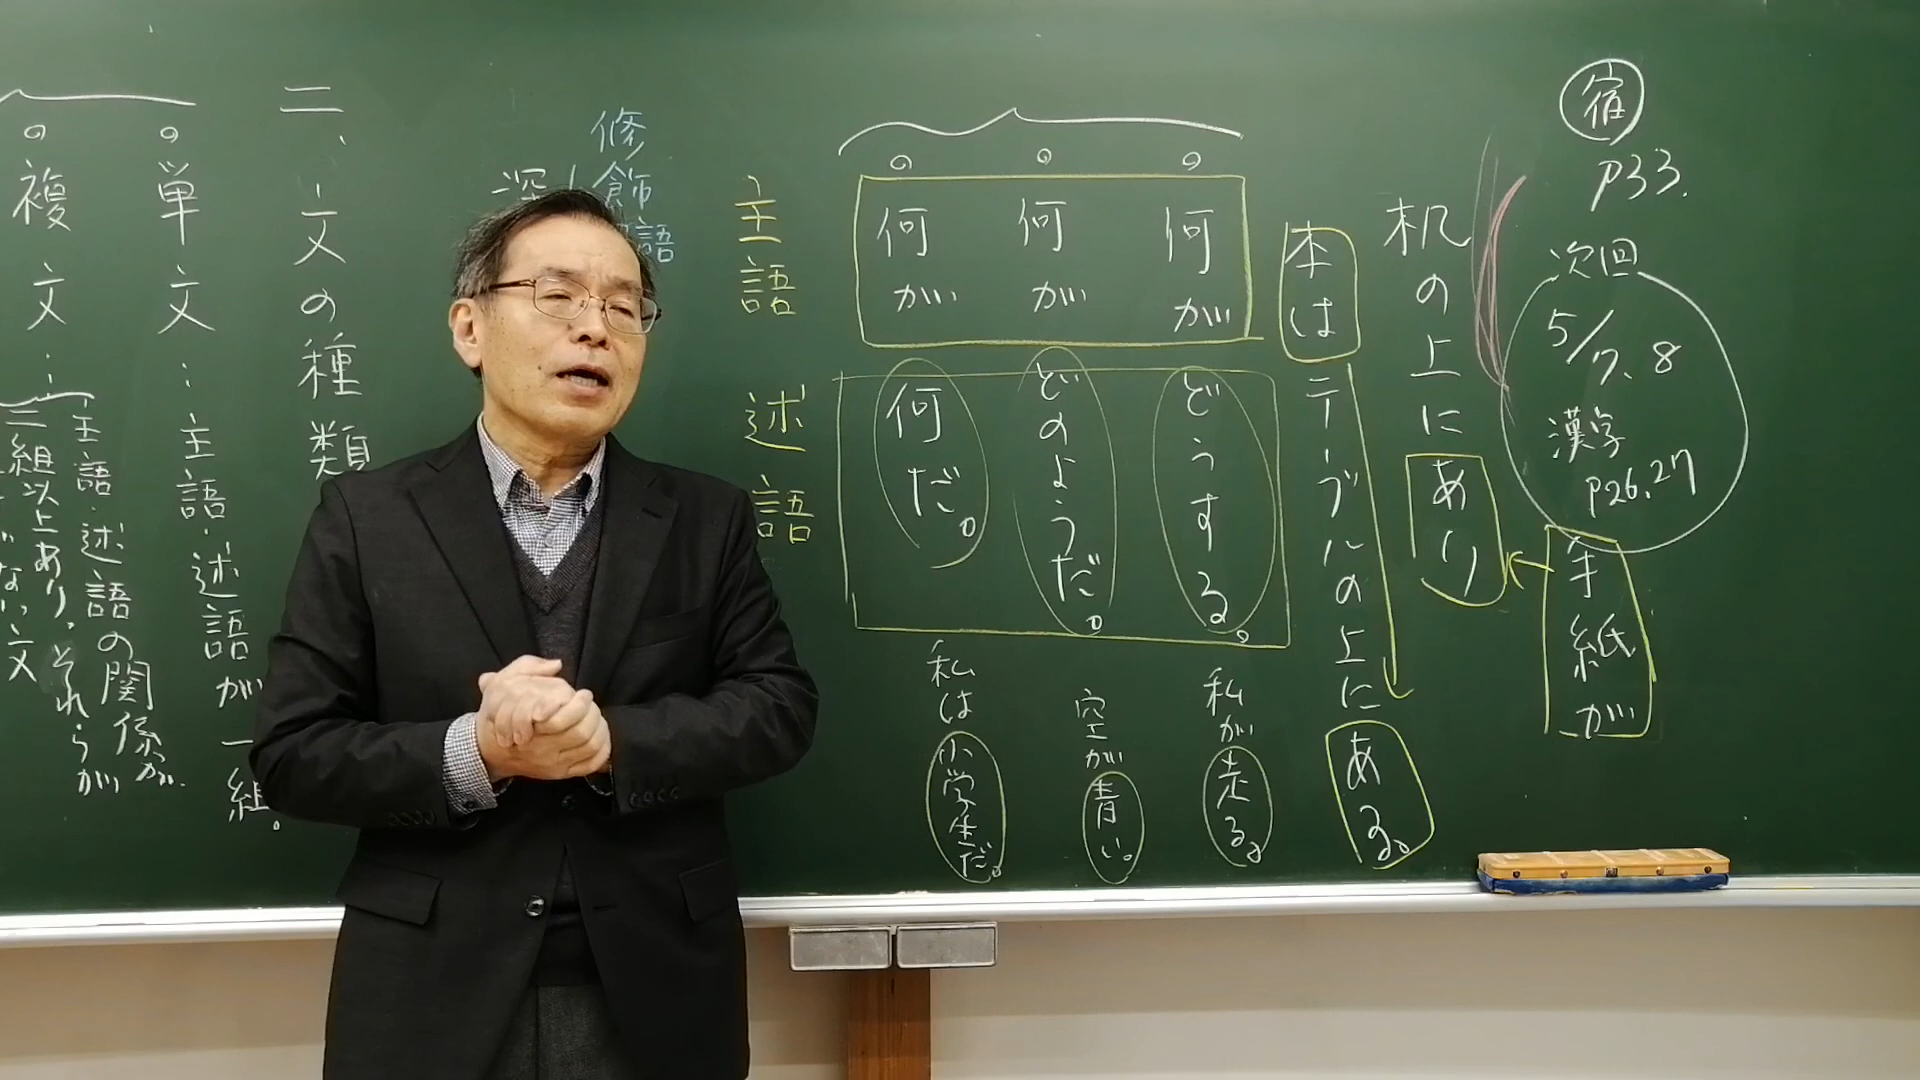 宿
P33.
次回
5/7、8
漢字
P26.27
手紙が
机の上にあり
本はテーブルの上にある。
何がどうする。
私が走る。
何がどのようだ。
空が青い。
何が何だ。
私は小学生だ。
主語
述語
修飾語
深
二、文の種類
単文…主語・述語が一組。
複文…
主語・述語の関係が
二組以上あり、それらが
ない文